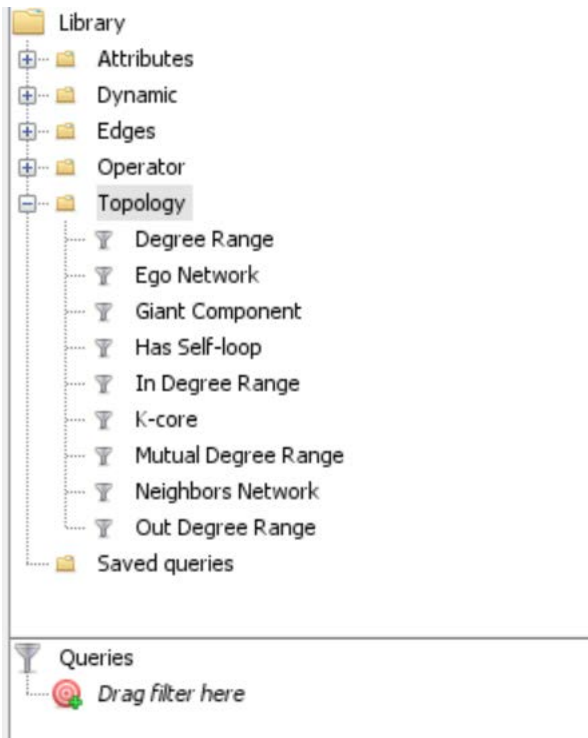 Library
Attributes
Dynamic
Edges
Operator
Topology
Degree Range
Ego Network
Giant Component
Has Self-loop
In Degree Range
K-core
Mutual Degree Range
Neighbors Network
Out Degree Range
Saved queries
Queries
Drag filter here